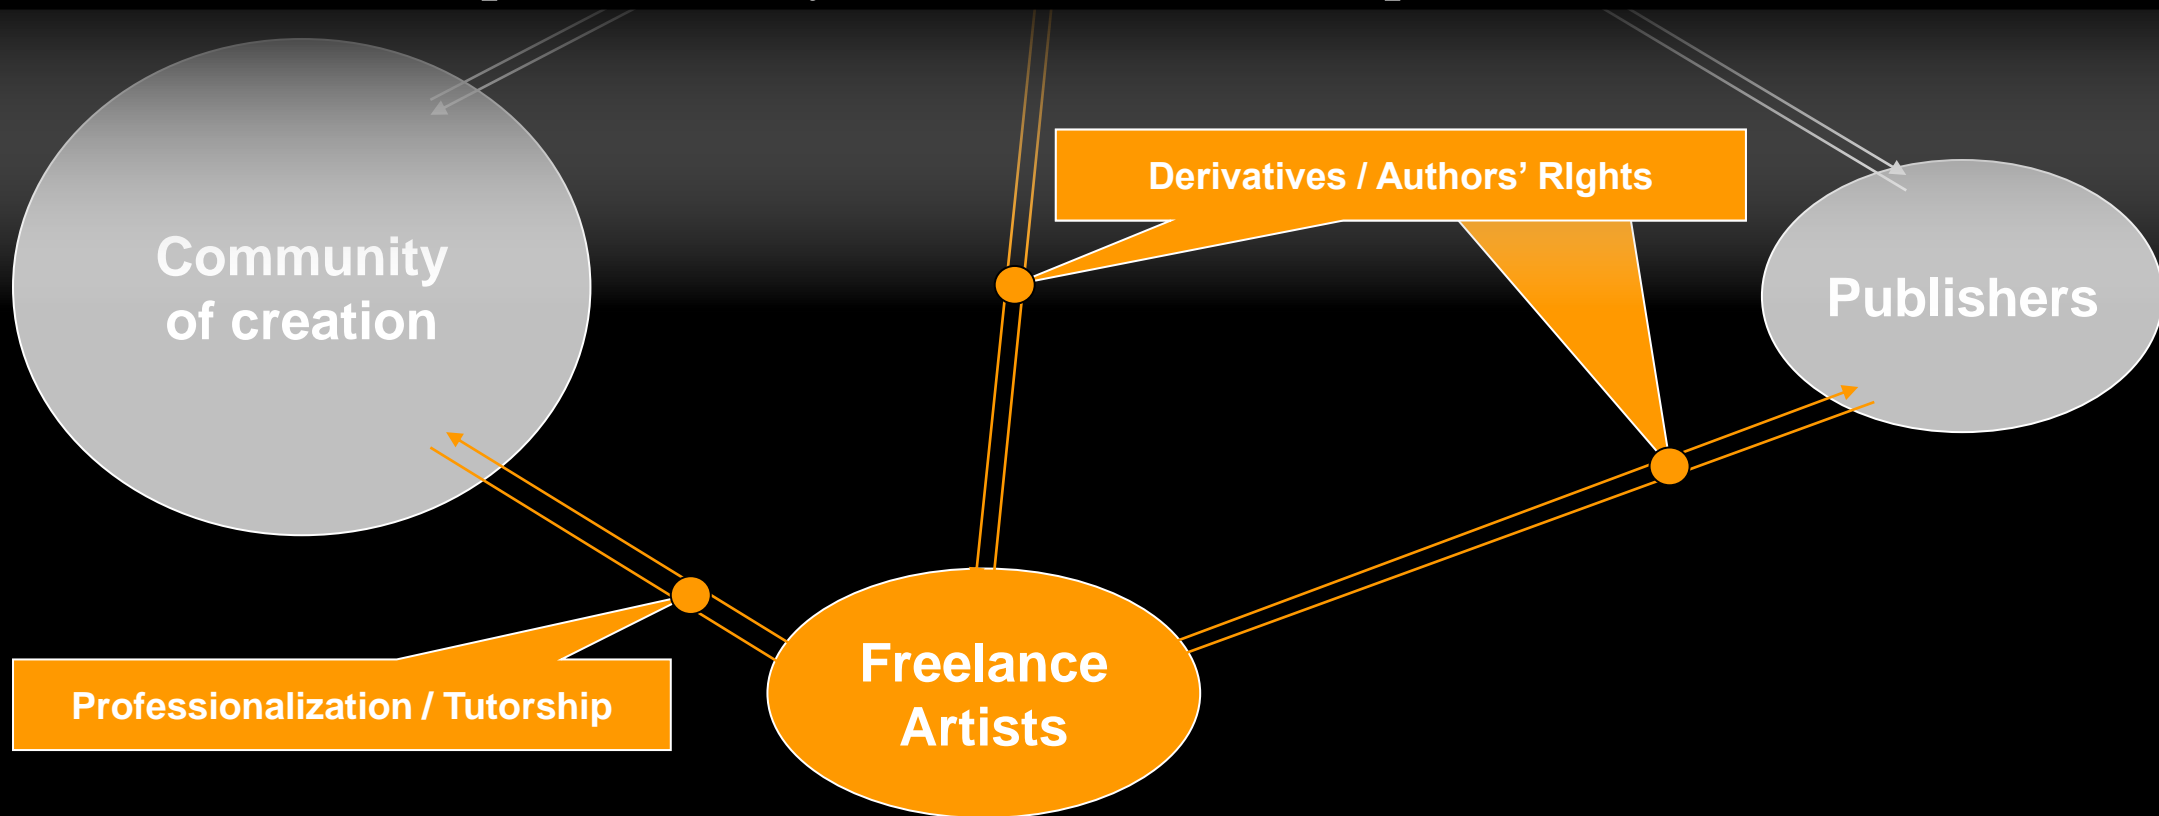 Derivatives / Authors’ RIghts
Community
of creation
Publishers
Freelance
Artists
Professionalization / Tutorship